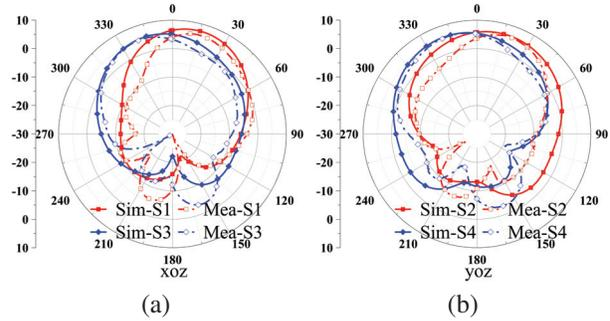 0
330 30
10
0
300 60
-10
-20
-30 270 90
-20
-10
240 120
0
10
210 150
180
Sim-S1 Mea-S1
Sim-S3 Mea-S3
xoz
(a)
0
330 30
10
0
300 60
-10
-20
-30 270 90
-20
-10
240 120
0
10
210 150
180
Sim-S2 Mea-S2
Sim-S4 Mea-S4
yoz
(b)